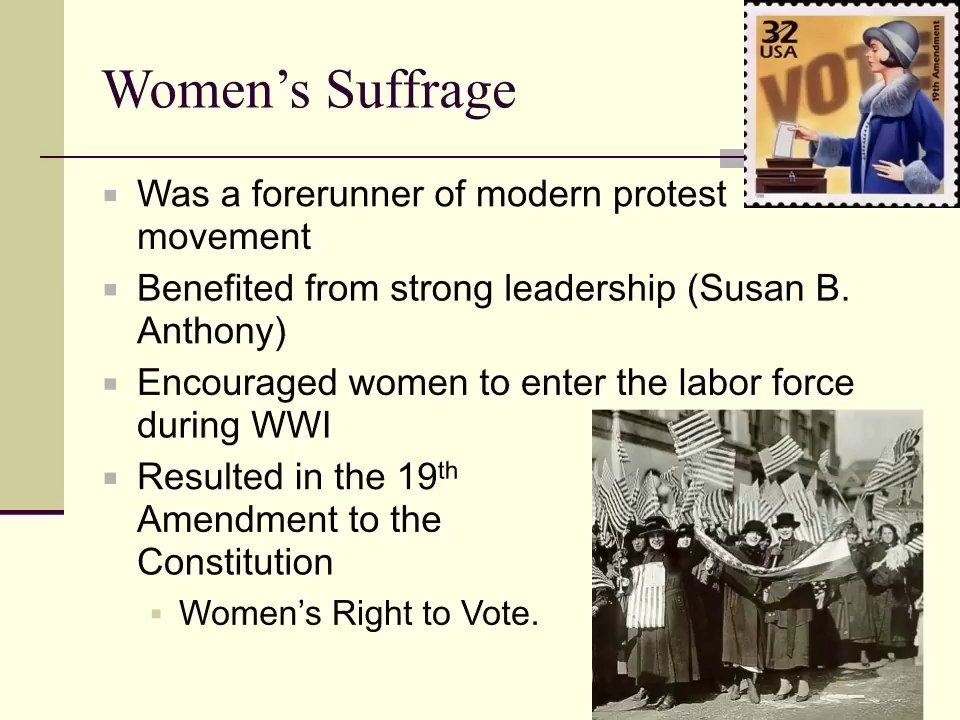 Women’s Suffrage
32
USA
VOTE
19th Amendment
Was a forerunner of modern protest
movement
Benefited from strong leadership (Susan B.
Anthony)
Encouraged women to enter the labor force
during WWI
Resulted in the 19th
Amendment to the
Constitution
Women’s Right to Vote.